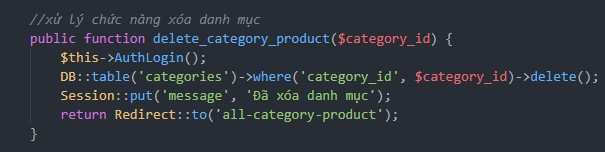 //xử lý chức năng xóa danh mục
public function delete_category_product($category_id) {
$this->AuthLogin();
DB::table('categories')->where('category_id', $category_id)->delete();
Session::put('message', 'Đã xóa danh mục');
return Redirect::to('all-category-product');
}